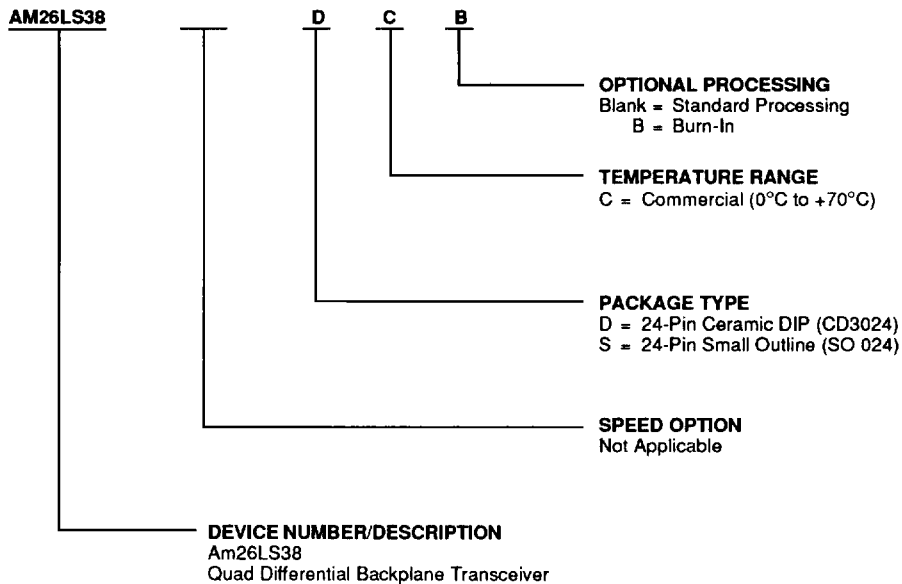 AM26LS38 D C B
OPTIONAL PROCESSING
Blank = Standard Processing
B = Burn-In
TEMPERATURE RANGE
C = Commercial (0°C to +70°C)
PACKAGE TYPE
D = 24-Pin Ceramic DIP (CD3024)
S = 24-Pin Small Outline (SO 024)
SPEED OPTION
Not Applicable
DEVICE NUMBER/DESCRIPTION
Am26LS38
Quad Differential Backplane Transceiver